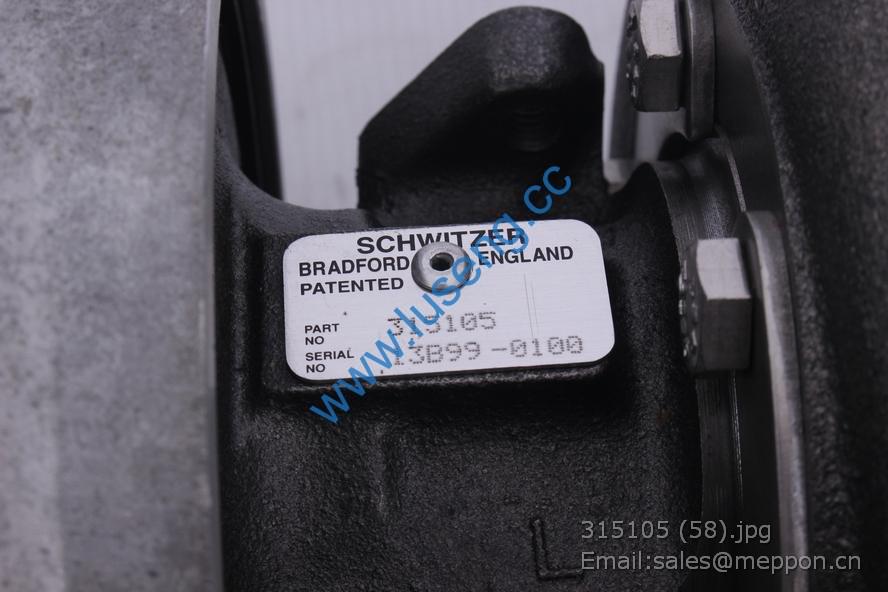 SCHWITZER
BRADFORD ENGLAND
PATENTED
PART NO 315105
SERIAL NO 13B99-0100
www.luseng.cc
L
315105 (58).jpg
Email:sales@meppon.cn